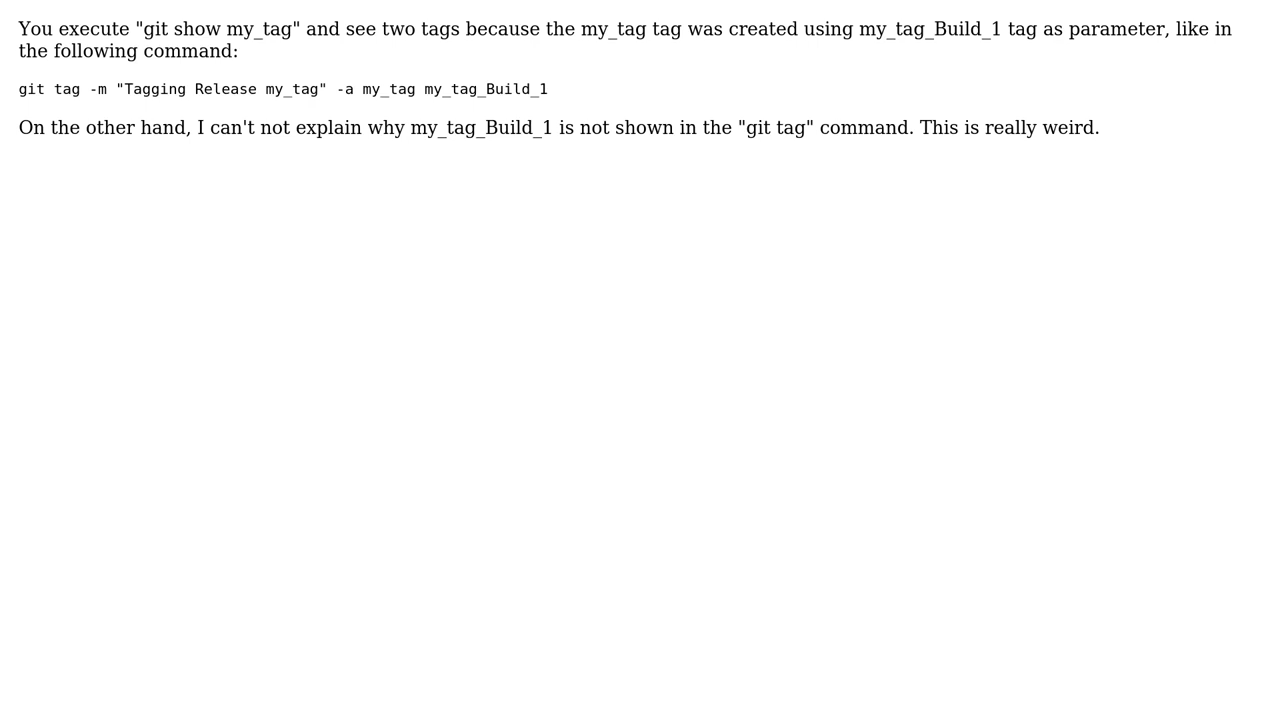 You execute "git show my_tag" and see two tags because the my_tag tag was created using my_tag_Build_1 tag as parameter, like in
the following command:
git tag -m "Tagging Release my_tag" -a my_tag my_tag_Build_1
On the other hand, I can't not explain why my_tag_Build_1 is not shown in the "git tag" command. This is really weird.